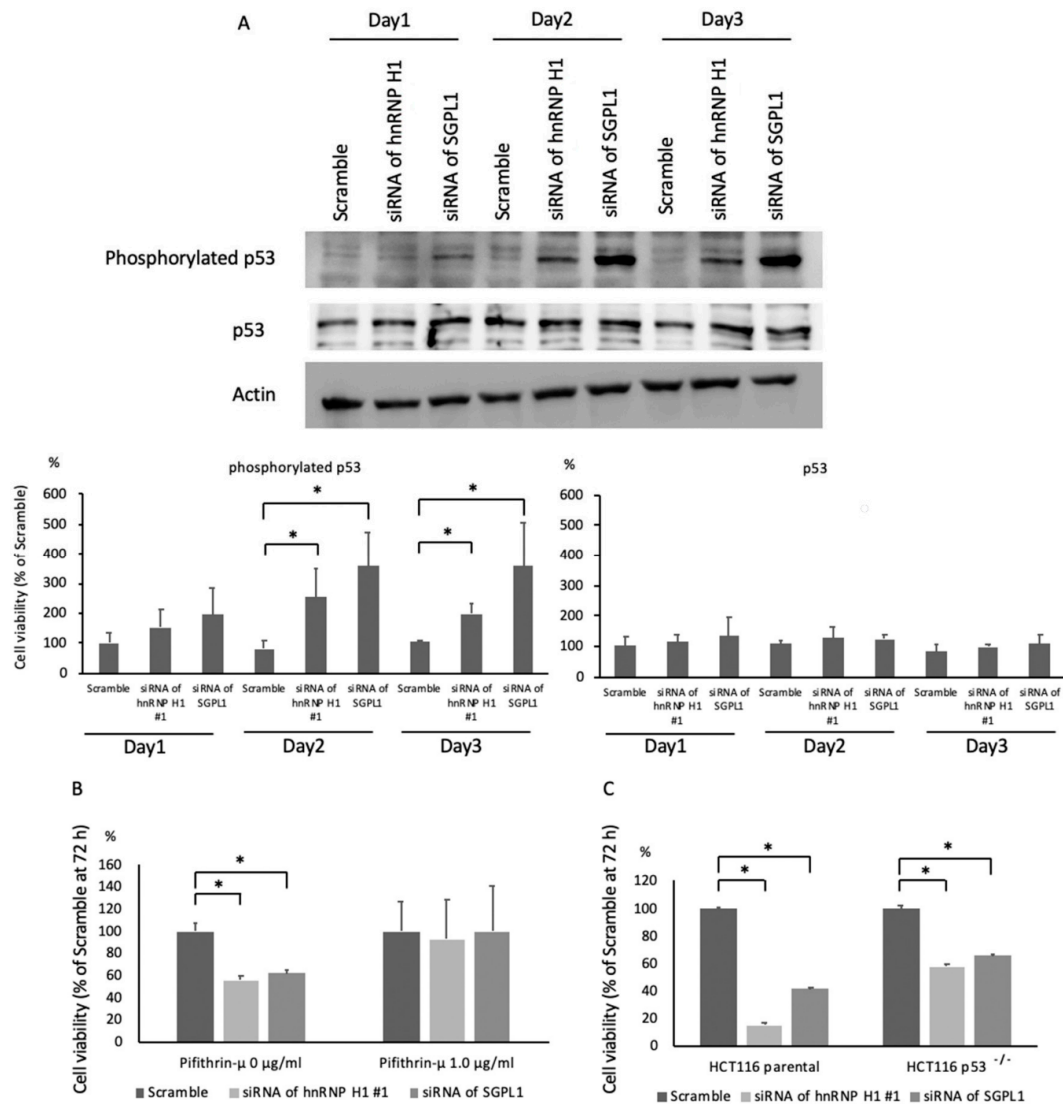 A
Day1 Day2 Day3
Scramble siRNA of hnRNP H1 siRNA of SGPL1 Scramble siRNA of hnRNP H1 siRNA of SGPL1 Scramble siRNA of hnRNP H1 siRNA of SGPL1
Phosphorylated p53
p53
Actin
%
phosphorylated p53
Cell viability (% of Scramble)
600
500
400
300
200
100
0
* * * *
Scramble siRNA of hnRNP H1 #1 siRNA of SGPL1 Scramble siRNA of hnRNP H1 #1 siRNA of SGPL1 Scramble siRNA of hnRNP H1 #1 siRNA of SGPL1
Day1 Day2 Day3
%
p53
600
500
400
300
200
100
0
Scramble siRNA of hnRNP H1 #1 siRNA of SGPL1 Scramble siRNA of hnRNP H1 #1 siRNA of SGPL1 Scramble siRNA of hnRNP H1 #1 siRNA of SGPL1
Day1 Day2 Day3
B
%
Cell viability (% of Scramble at 72 h)
160
140
120
100
80
60
40
20
0
*
*
Pifithrin-μ 0 μg/ml Pifithrin-μ 1.0 μg/ml
Scramble siRNA of hnRNP H1 #1 siRNA of SGPL1
C
%
Cell viability (% of Scramble at 72 h)
120
100
80
60
40
20
0
* *
* *
HCT116 parental HCT116 p53 -/-
Scramble siRNA of hnRNP H1 #1 siRNA of SGPL1